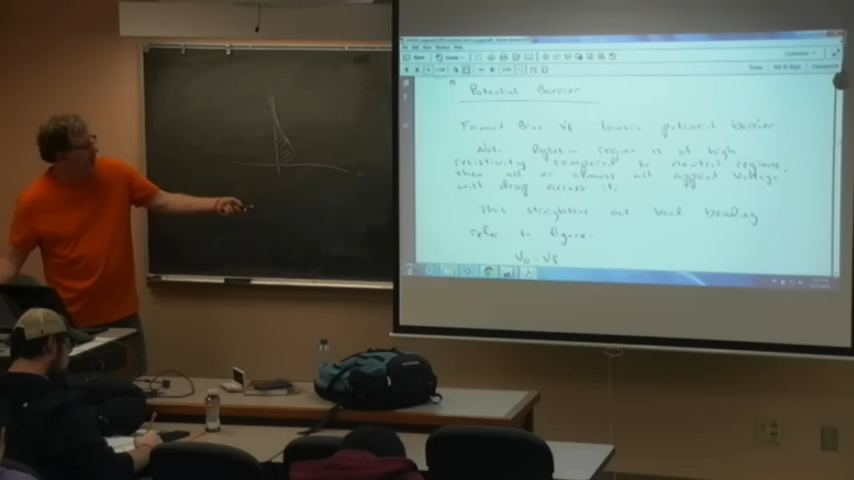 Potential Barrier
Forward Bias Vf lowers potential barrier
Note: Depletion region is of high
resistivity compared to neutral regions,
then all or almost all applied voltage
will drop across it.
This straightens out band bending
refer to figure.
V₀ - Vf